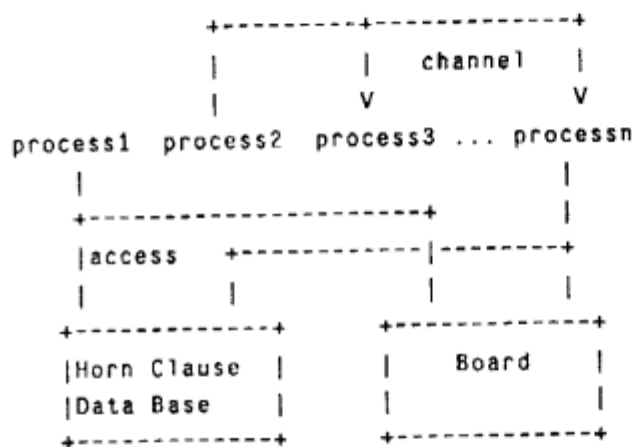 channel
V V
process1 process2 process3 ... processn
access
Horn Clause Board
Data Base